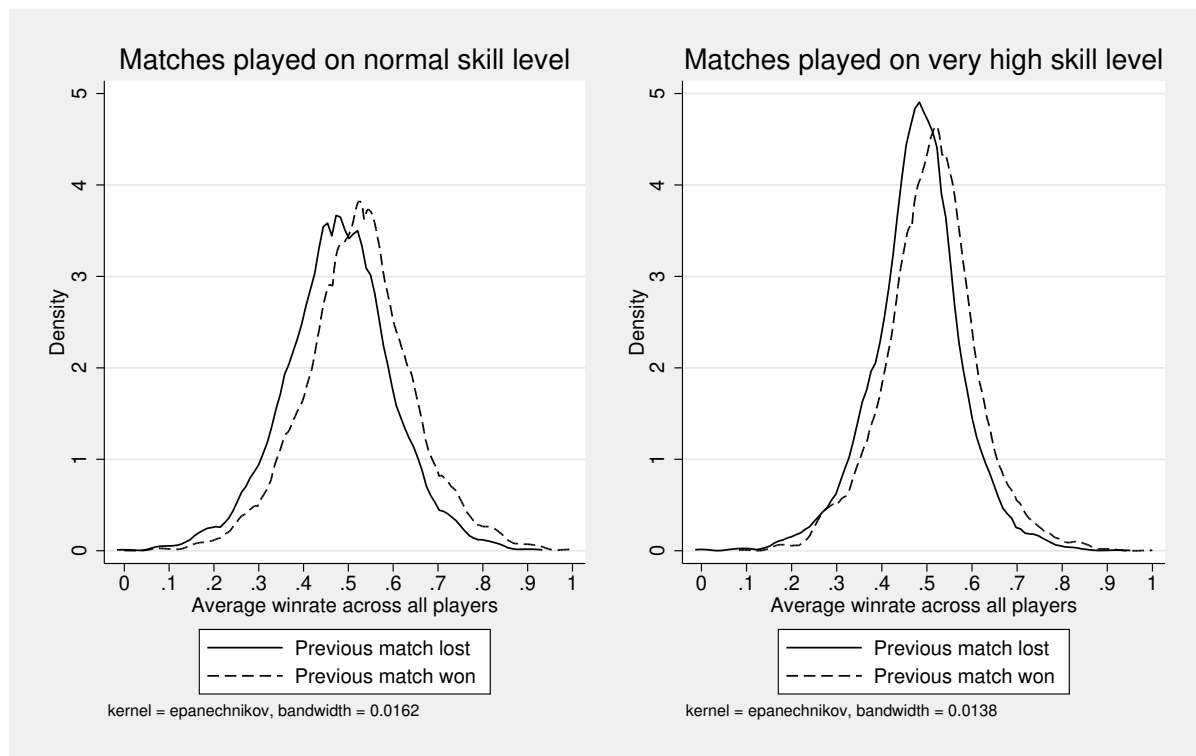 Matches played on normal skill level
Density
5
4
3
2
1
0
0 .1 .2 .3 .4 .5 .6 .7 .8 .9 1
Average winrate across all players
Previous match lost
Previous match won
kernel = epanechnikov, bandwidth = 0.0162
Matches played on very high skill level
Density
5
4
3
2
1
0
0 .1 .2 .3 .4 .5 .6 .7 .8 .9 1
Average winrate across all players
Previous match lost
Previous match won
kernel = epanechnikov, bandwidth = 0.0138